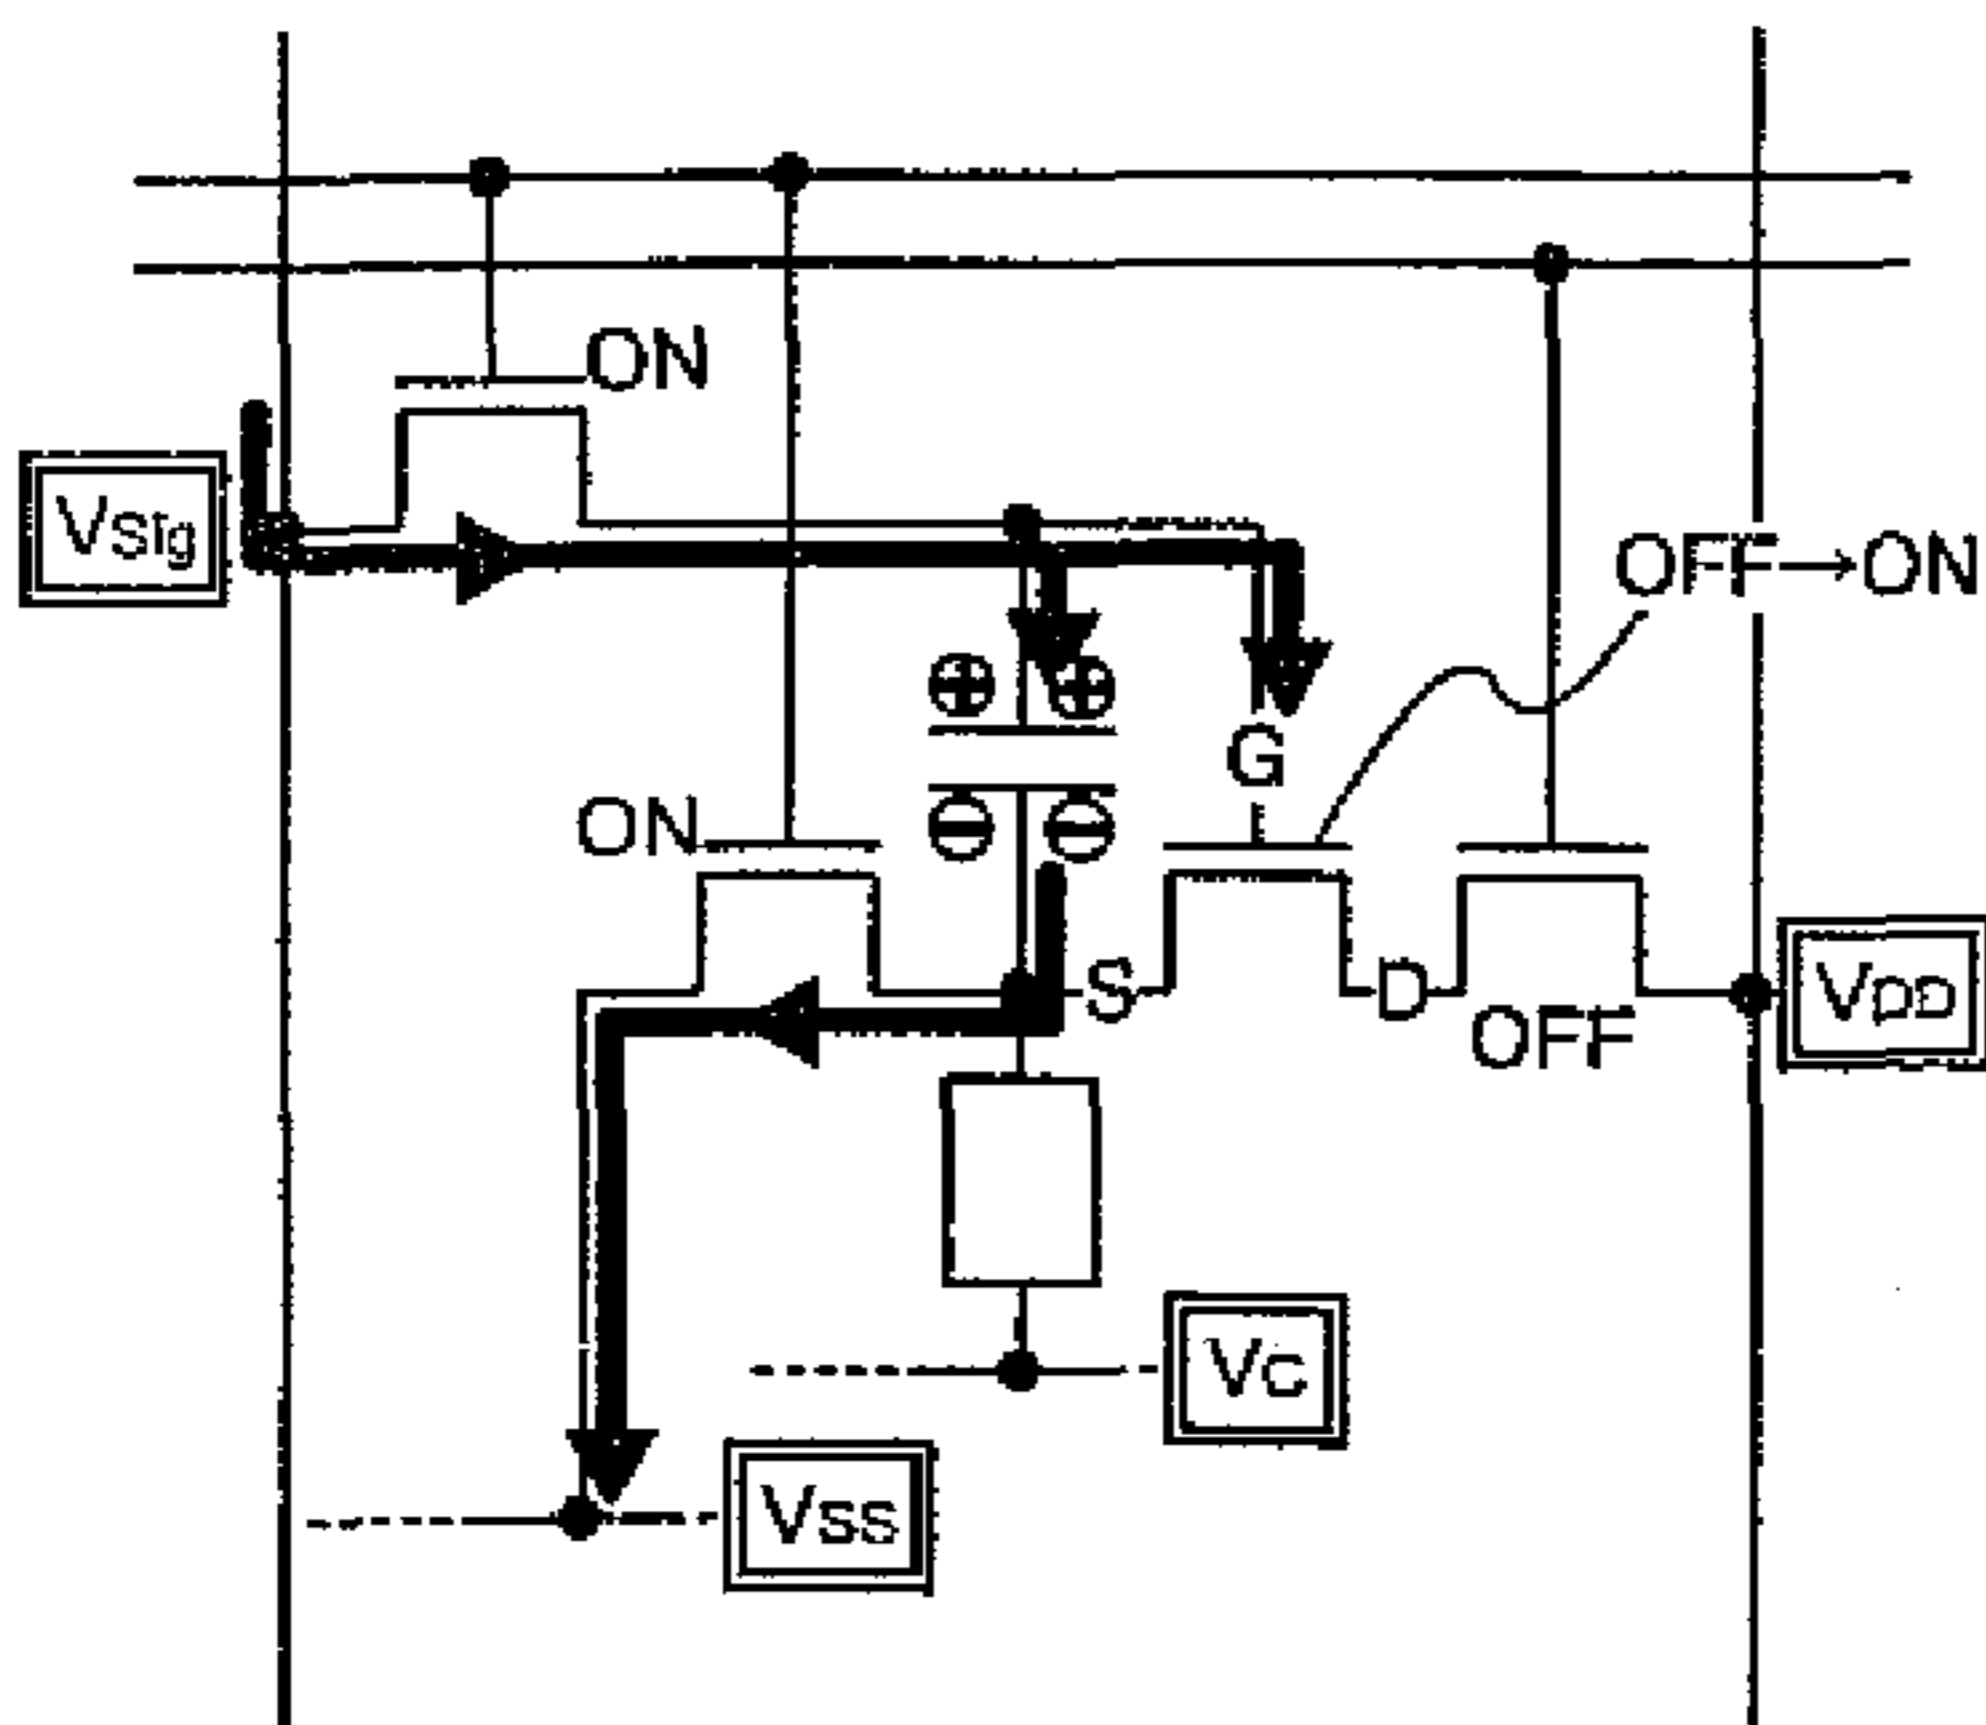 ON
VSig
OFF→ON
⊕ ⊕
G
ON
⊖ ⊖
S
D
VDD
OFF
VC
VSS